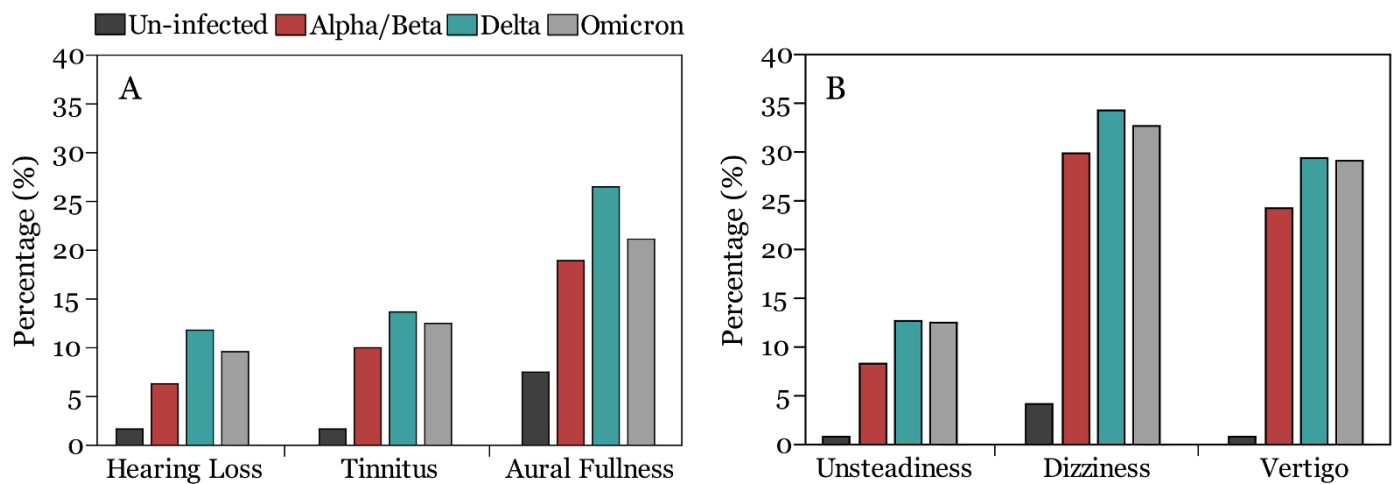 Un-infected Alpha/Beta Delta Omicron
A
Percentage (%)
40
35
30
25
20
15
10
5
0
Hearing Loss Tinnitus Aural Fullness
B
Percentage (%)
40
35
30
25
20
15
10
5
0
Unsteadiness Dizziness Vertigo